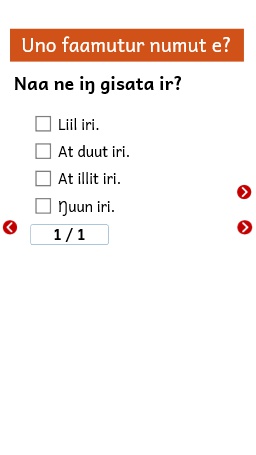 Uno faamutur numut e?
Naa ne iŋ gisata ir?
Liil iri.
At duut iri.
At illit iri.
Ŋuun iri.
1 / 1